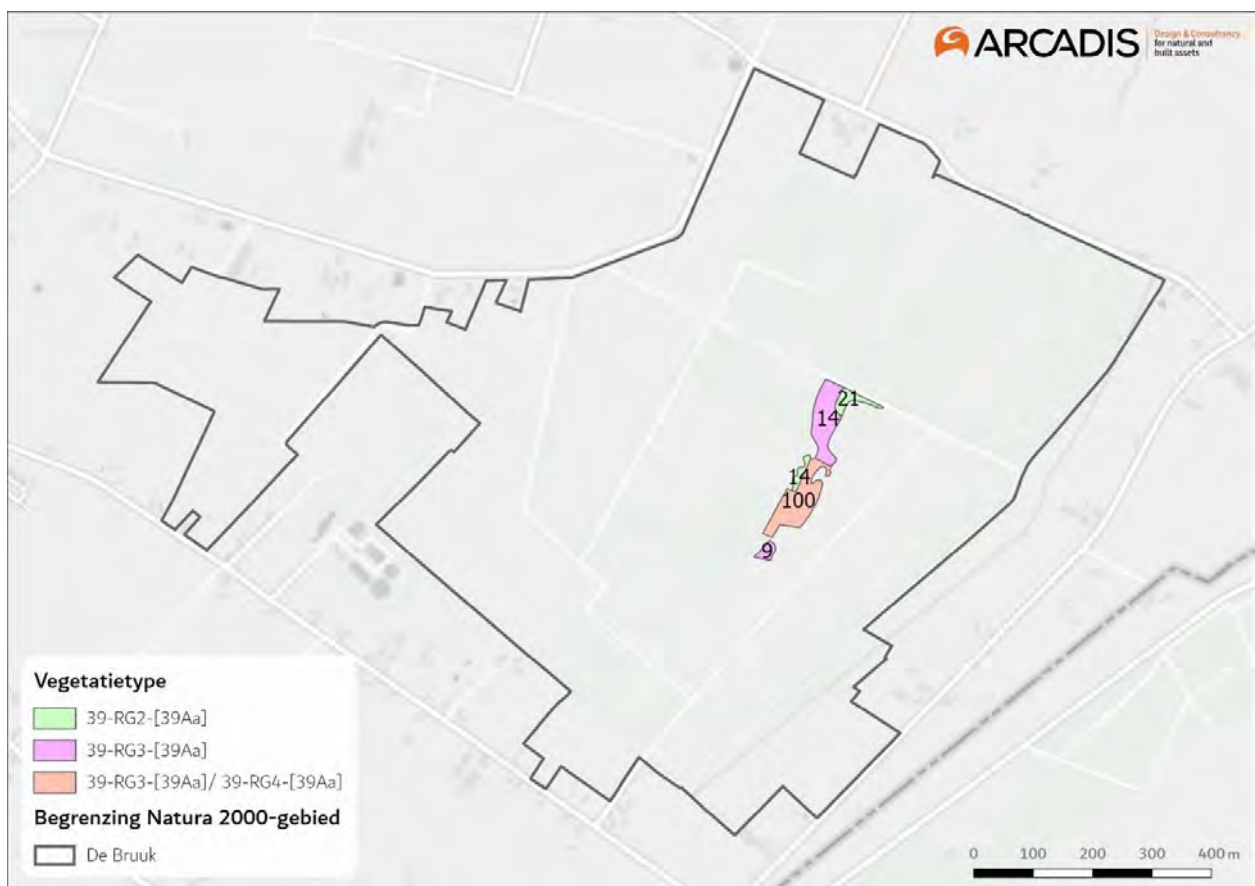 ARCADIS
Design & Consultancy
for natural and
built assets
21
14
14
100
9
Vegetatietype
39-RG2-[39Aa]
39-RG3-[39Aa]
39-RG3-[39Aa]/ 39-RG4-[39Aa]
Begrenzing Natura 2000-gebied
De Bruuk
0 100 200 300 400 m